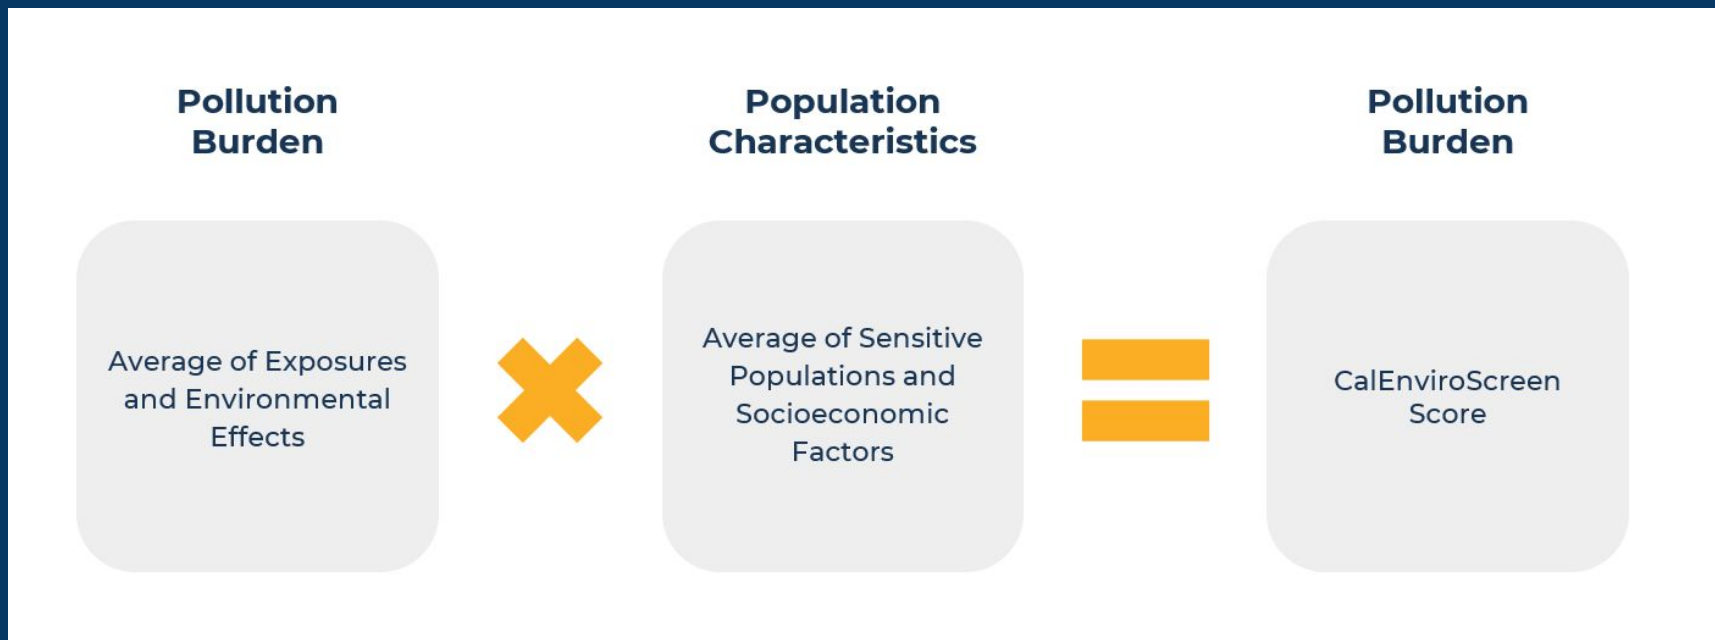 Pollution
Burden
Population
Characteristics
Pollution
Burden
Average of Exposures
and Environmental
Effects
Average of Sensitive
Populations and
Socioeconomic
Factors
CalEnviroScreen
Score